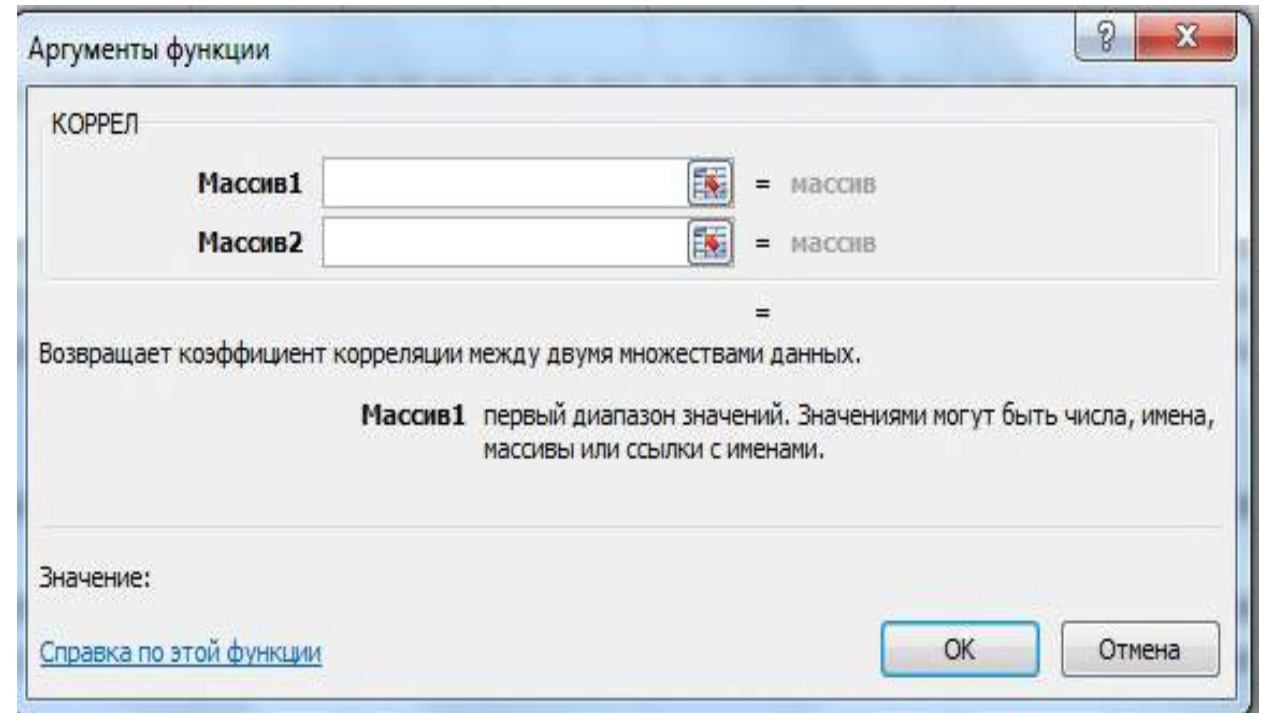 Аргументы функции
?
X
КОРРЕЛ
Массив1 = массив
Массив2 = массив
=
Возвращает коэффициент корреляции между двумя множествами данных.
Массив1 первый диапазон значений. Значениями могут быть числа, имена,
массивы или ссылки с именами.
Значение:
Справка по этой функции
ОК
Отмена